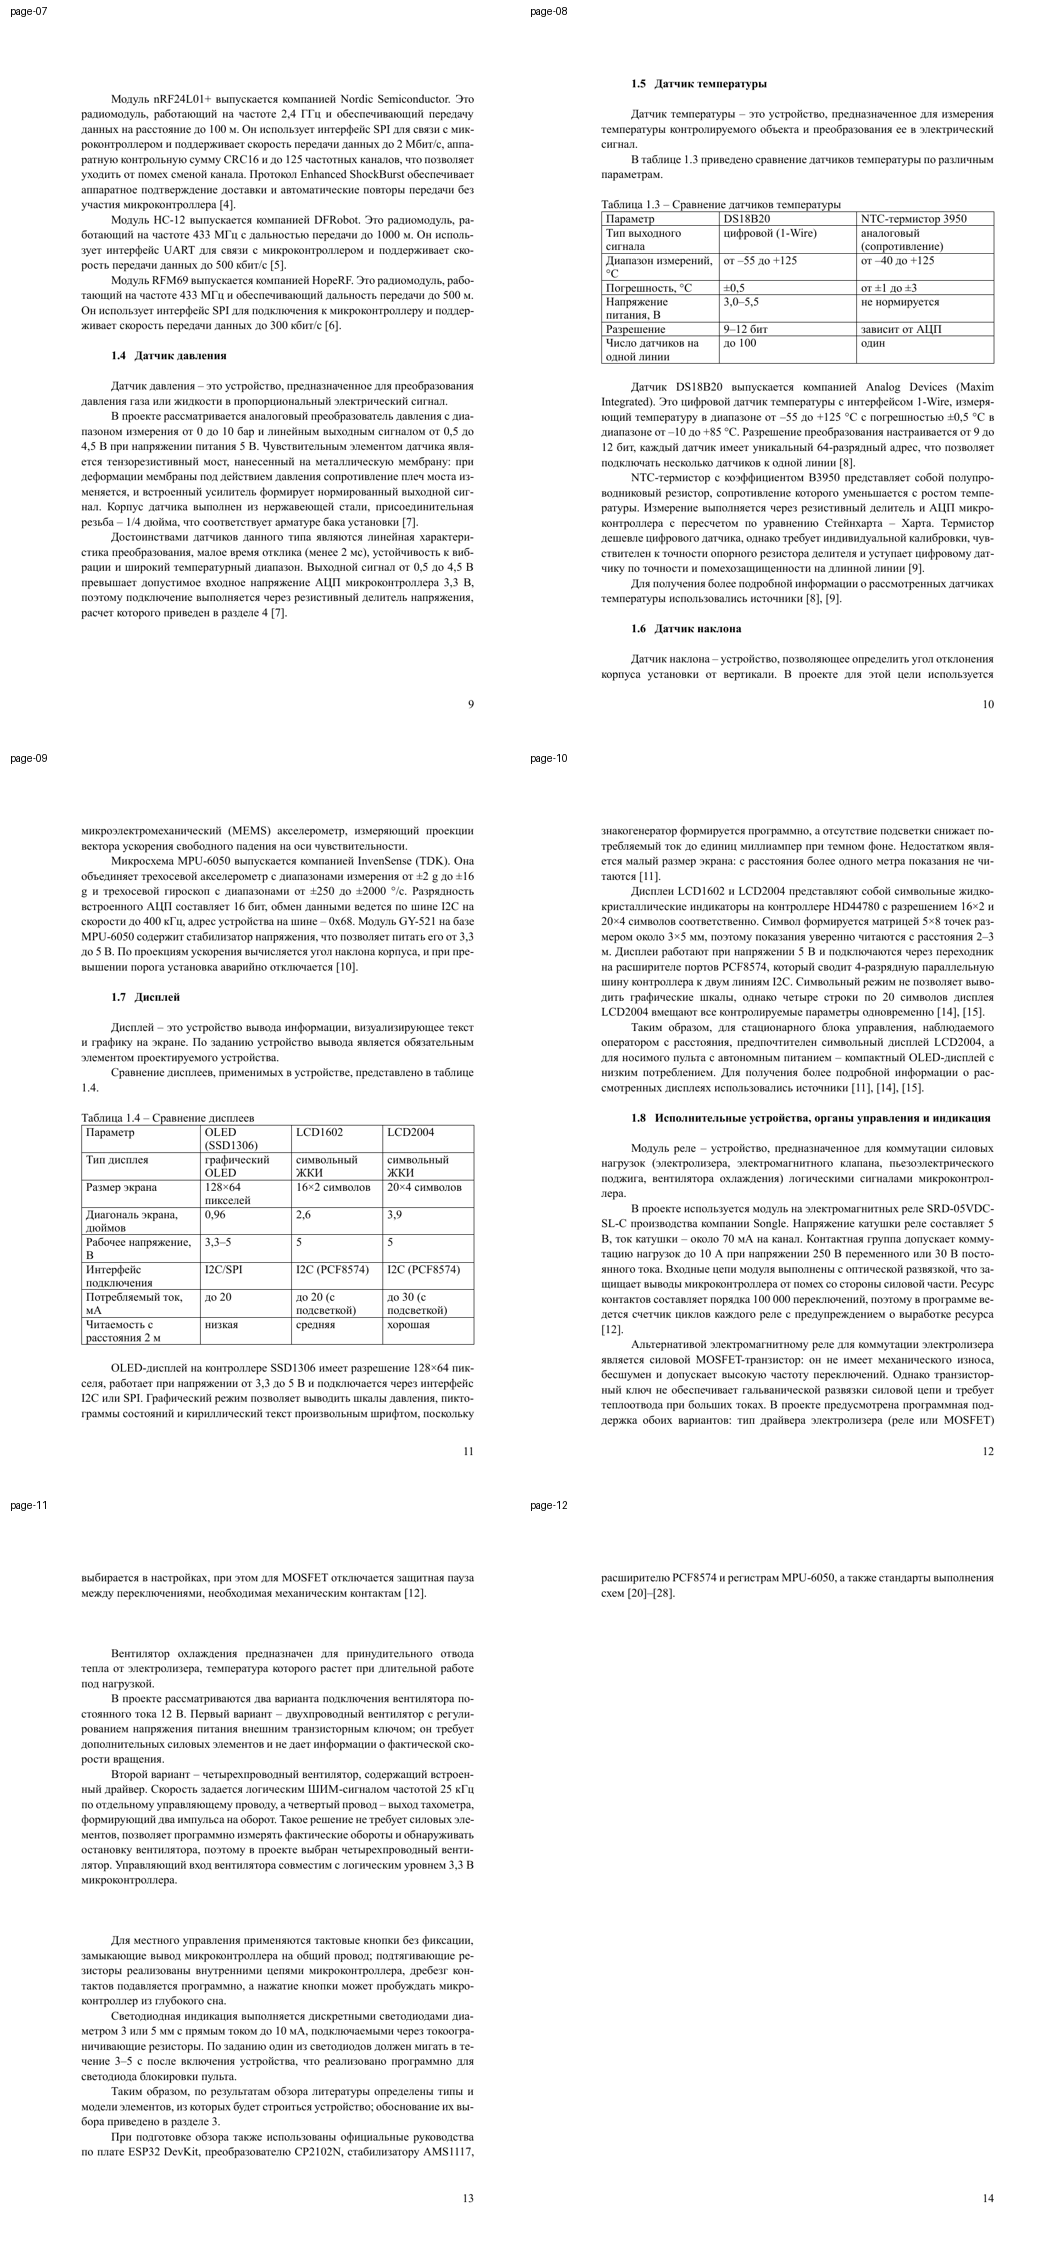 page-07
Модуль nRF24L01+ выпускается компанией Nordic Semiconductor. Это
радиомодуль, работающий на частоте 2,4 ГГц и обеспечивающий передачу
данных на расстояние до 100 м. Он использует интерфейс SPI для связи с мик-
роконтроллером и поддерживает скорость передачи данных до 2 Мбит/с, аппа-
ратную контрольную сумму CRC16 и до 125 частотных каналов, что позволяет
уходить от помех сменой канала. Протокол Enhanced ShockBurst обеспечивает
аппаратное подтверждение доставки и автоматические повторы передачи без
участия микроконтроллера [4].
Модуль HC-12 выпускается компанией DFRobot. Это радиомодуль, ра-
ботающий на частоте 433 МГц с дальностью передачи до 1000 м. Он исполь-
зует интерфейс UART для связи с микроконтроллером и поддерживает ско-
рость передачи данных до 500 кбит/с [5].
Модуль RFM69 выпускается компанией HopeRF. Это радиомодуль, рабо-
тающий на частоте 433 МГц и обеспечивающий дальность передачи до 500 м.
Он использует интерфейс SPI для подключения к микроконтроллеру и поддер-
живает скорость передачи данных до 300 кбит/с [6].
1.4 Датчик давления
Датчик давления – это устройство, предназначенное для преобразования
давления газа или жидкости в пропорциональный электрический сигнал.
В проекте рассматривается аналоговый преобразователь давления с диа-
пазоном измерения от 0 до 10 бар и линейным выходным сигналом от 0,5 до
4,5 В при напряжении питания 5 В. Чувствительным элементом датчика явля-
ется тензорезистивный мост, нанесенный на металлическую мембрану: при
деформации мембраны под действием давления сопротивление плеч моста из-
меняется, и встроенный усилитель формирует нормированный выходной сиг-
нал. Корпус датчика выполнен из нержавеющей стали, присоединительная
резьба – 1/4 дюйма, что соответствует арматуре бака установки [7].
Достоинствами датчиков данного типа являются линейная характери-
стика преобразования, малое время отклика (менее 2 мс), устойчивость к виб-
рации и широкий температурный диапазон. Выходной сигнал от 0,5 до 4,5 В
превышает допустимое входное напряжение АЦП микроконтроллера 3,3 В,
поэтому подключение выполняется через резистивный делитель напряжения,
расчет которого приведен в разделе 4 [7].
9
page-08
1.5 Датчик температуры
Датчик температуры – это устройство, предназначенное для измерения
температуры контролируемого объекта и преобразования ее в электрический
сигнал.
В таблице 1.3 приведено сравнение датчиков температуры по различным
параметрам.
Таблица 1.3 – Сравнение датчиков температуры
Параметр DS18B20 NTC-термистор 3950
Тип выходного цифровой (1-Wire) аналоговый
сигнала (сопротивление)
Диапазон измерений, от –55 до +125 от –40 до +125
°C
Погрешность, °C ±0,5 от ±1 до ±3
Напряжение 3,0–5,5 не нормируется
питания, В
Разрешение 9–12 бит зависит от АЦП
Число датчиков на до 100 один
одной линии
Датчик DS18B20 выпускается компанией Analog Devices (Maxim
Integrated). Это цифровой датчик температуры с интерфейсом 1-Wire, измеря-
ющий температуру в диапазоне от –55 до +125 °C с погрешностью ±0,5 °C в
диапазоне от –10 до +85 °C. Разрешение преобразования настраивается от 9 до
12 бит, каждый датчик имеет уникальный 64-разрядный адрес, что позволяет
подключать несколько датчиков к одной линии [8].
NTC-термистор с коэффициентом B3950 представляет собой полупро-
водниковый резистор, сопротивление которого уменьшается с ростом темпе-
ратуры. Измерение выполняется через резистивный делитель и АЦП микро-
контроллера с пересчетом по уравнению Стейнхарта – Харта. Термистор
дешевле цифрового датчика, однако требует индивидуальной калибровки, чув-
ствителен к точности опорного резистора делителя и уступает цифровому дат-
чику по точности и помехозащищенности на длинной линии [9].
Для получения более подробной информации о рассмотренных датчиках
температуры использовались источники [8], [9].
1.6 Датчик наклона
Датчик наклона – устройство, позволяющее определить угол отклонения
корпуса установки от вертикали. В проекте для этой цели используется
10
page-09
микроэлектромеханический (MEMS) акселерометр, измеряющий проекции
вектора ускорения свободного падения на оси чувствительности.
Микросхема MPU-6050 выпускается компанией InvenSense (TDK). Она
объединяет трехосевой акселерометр с диапазонами измерения от ±2 g до ±16
g и трехосевой гироскоп с диапазонами от ±250 до ±2000 °/с. Разрядность
встроенного АЦП составляет 16 бит, обмен данными ведется по шине I2C на
скорости до 400 кГц, адрес устройства на шине – 0x68. Модуль GY-521 на базе
MPU-6050 содержит стабилизатор напряжения, что позволяет питать его от 3,3
до 5 В. По проекциям ускорения вычисляется угол наклона корпуса, и при пре-
вышении порога установка аварийно отключается [10].
1.7 Дисплей
Дисплей – это устройство вывода информации, визуализирующее текст
и графику на экране. По заданию устройство вывода является обязательным
элементом проектируемого устройства.
Сравнение дисплеев, применимых в устройстве, представлено в таблице
1.4.
Таблица 1.4 – Сравнение дисплеев
Параметр OLED LCD1602 LCD2004
(SSD1306)
Тип дисплея графический символьный символьный
OLED ЖКИ ЖКИ
Размер экрана 128×64 16×2 символов 20×4 символов
пикселей
Диагональ экрана, 0,96 2,6 3,9
дюймов
Рабочее напряжение, 3,3–5 5 5
В
Интерфейс I2C/SPI I2C (PCF8574) I2C (PCF8574)
подключения
Потребляемый ток, до 20 до 20 (с до 30 (с
мА подсветкой) подсветкой)
Читаемость с низкая средняя хорошая
расстояния 2 м
OLED-дисплей на контроллере SSD1306 имеет разрешение 128×64 пик-
селя, работает при напряжении от 3,3 до 5 В и подключается через интерфейс
I2C или SPI. Графический режим позволяет выводить шкалы давления, пикто-
граммы состояний и кириллический текст произвольным шрифтом, поскольку
11
page-10
знакогенератор формируется программно, а отсутствие подсветки снижает по-
требляемый ток до единиц миллиампер при темном фоне. Недостатком явля-
ется малый размер экрана: с расстояния более одного метра показания не чи-
таются [11].
Дисплеи LCD1602 и LCD2004 представляют собой символьные жидко-
кристаллические индикаторы на контроллере HD44780 с разрешением 16×2 и
20×4 символов соответственно. Символ формируется матрицей 5×8 точек раз-
мером около 3×5 мм, поэтому показания уверенно читаются с расстояния 2–3
м. Дисплеи работают при напряжении 5 В и подключаются через переходник
на расширителе портов PCF8574, который сводит 4-разрядную параллельную
шину контроллера к двум линиям I2C. Символьный режим не позволяет выво-
дить графические шкалы, однако четыре строки по 20 символов дисплея
LCD2004 вмещают все контролируемые параметры одновременно [14], [15].
Таким образом, для стационарного блока управления, наблюдаемого
оператором с расстояния, предпочтителен символьный дисплей LCD2004, а
для носимого пульта с автономным питанием – компактный OLED-дисплей с
низким потреблением. Для получения более подробной информации о рас-
смотренных дисплеях использовались источники [11], [14], [15].
1.8 Исполнительные устройства, органы управления и индикация
Модуль реле – устройство, предназначенное для коммутации силовых
нагрузок (электролизера, электромагнитного клапана, пьезоэлектрического
поджига, вентилятора охлаждения) логическими сигналами микроконтрол-
лера.
В проекте используется модуль на электромагнитных реле SRD-05VDC-
SL-C производства компании Songle. Напряжение катушки реле составляет 5
В, ток катушки – около 70 мА на канал. Контактная группа допускает комму-
тацию нагрузок до 10 А при напряжении 250 В переменного или 30 В посто-
янного тока. Входные цепи модуля выполнены с оптической развязкой, что за-
щищает выводы микроконтроллера от помех со стороны силовой части. Ресурс
контактов составляет порядка 100 000 переключений, поэтому в программе ве-
дется счетчик циклов каждого реле с предупреждением о выработке ресурса
[12].
Альтернативой электромагнитному реле для коммутации электролизера
является силовой MOSFET-транзистор: он не имеет механического износа,
бесшумен и допускает высокую частоту переключений. Однако транзистор-
ный ключ не обеспечивает гальванической развязки силовой цепи и требует
теплоотвода при больших токах. В проекте предусмотрена программная под-
держка обоих вариантов: тип драйвера электролизера (реле или MOSFET)
12
page-11
выбирается в настройках, при этом для MOSFET отключается защитная пауза
между переключениями, необходимая механическим контактам [12].
Вентилятор охлаждения предназначен для принудительного отвода
тепла от электролизера, температура которого растет при длительной работе
под нагрузкой.
В проекте рассматриваются два варианта подключения вентилятора по-
стоянного тока 12 В. Первый вариант – двухпроводный вентилятор с регули-
рованием напряжения питания внешним транзисторным ключом; он требует
дополнительных силовых элементов и не дает информации о фактической ско-
рости вращения.
Второй вариант – четырехпроводный вентилятор, содержащий встроен-
ный драйвер. Скорость задается логическим ШИМ-сигналом частотой 25 кГц
по отдельному управляющему проводу, а четвертый провод – выход тахометра,
формирующий два импульса на оборот. Такое решение не требует силовых эле-
ментов, позволяет программно измерять фактические обороты и обнаруживать
остановку вентилятора, поэтому в проекте выбран четырехпроводный венти-
лятор. Управляющий вход вентилятора совместим с логическим уровнем 3,3 В
микроконтроллера.
Для местного управления применяются тактовые кнопки без фиксации,
замыкающие вывод микроконтроллера на общий провод; подтягивающие ре-
зисторы реализованы внутренними цепями микроконтроллера, дребезг кон-
тактов подавляется программно, а нажатие кнопки может пробуждать микро-
контроллер из глубокого сна.
Светодиодная индикация выполняется дискретными светодиодами диа-
метром 3 или 5 мм с прямым током до 10 мА, подключаемыми через токоогра-
ничивающие резисторы. По заданию один из светодиодов должен мигать в те-
чение 3–5 с после включения устройства, что реализовано программно для
светодиода блокировки пульта.
Таким образом, по результатам обзора литературы определены типы и
модели элементов, из которых будет строиться устройство; обоснование их вы-
бора приведено в разделе 3.
При подготовке обзора также использованы официальные руководства
по плате ESP32 DevKit, преобразователю CP2102N, стабилизатору AMS1117,
13
page-12
расширителю PCF8574 и регистрам MPU-6050, а также стандарты выполнения
схем [20]–[28].
14